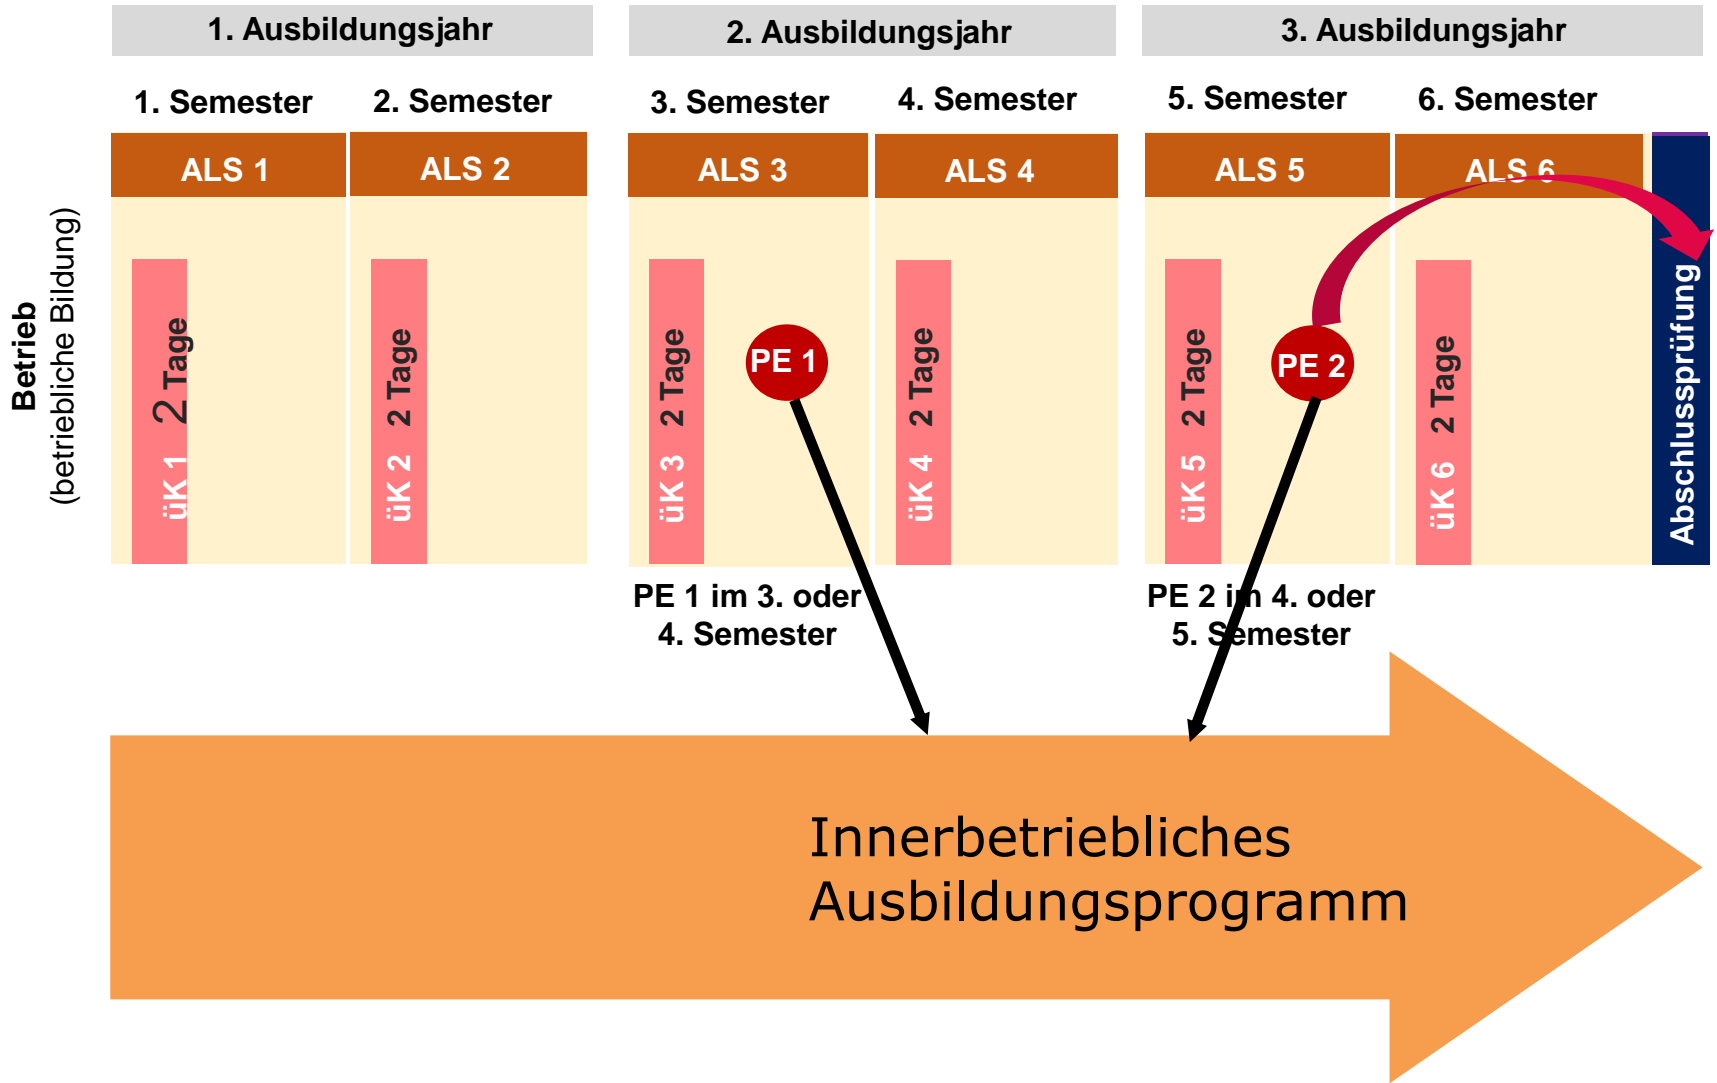 1. Ausbildungsjahr
2. Ausbildungsjahr
3. Ausbildungsjahr
1. Semester
2. Semester
3. Semester
4. Semester
5. Semester
6. Semester
ALS 1
ALS 2
ALS 3
ALS 4
ALS 5
ALS 6
Betrieb
(betriebliche Bildung)
üK 1 2 Tage
üK 2 2 Tage
üK 3 2 Tage
PE 1
üK 4 2 Tage
üK 5 2 Tage
PE 2
üK 6 2 Tage
Abschlussprüfung
PE 1 im 3. oder
4. Semester
PE 2 im 4. oder
5. Semester
Innerbetriebliches
Ausbildungsprogramm